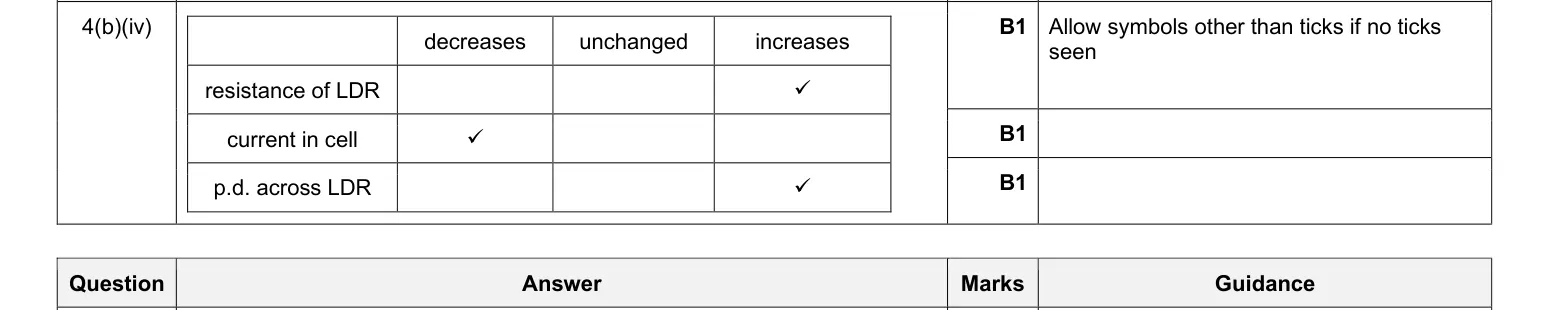 4(b)(iv)
decreases unchanged increases
resistance of LDR ✓
current in cell ✓
p.d. across LDR ✓
B1 Allow symbols other than ticks if no ticks
seen
B1
B1
Question Answer Marks Guidance